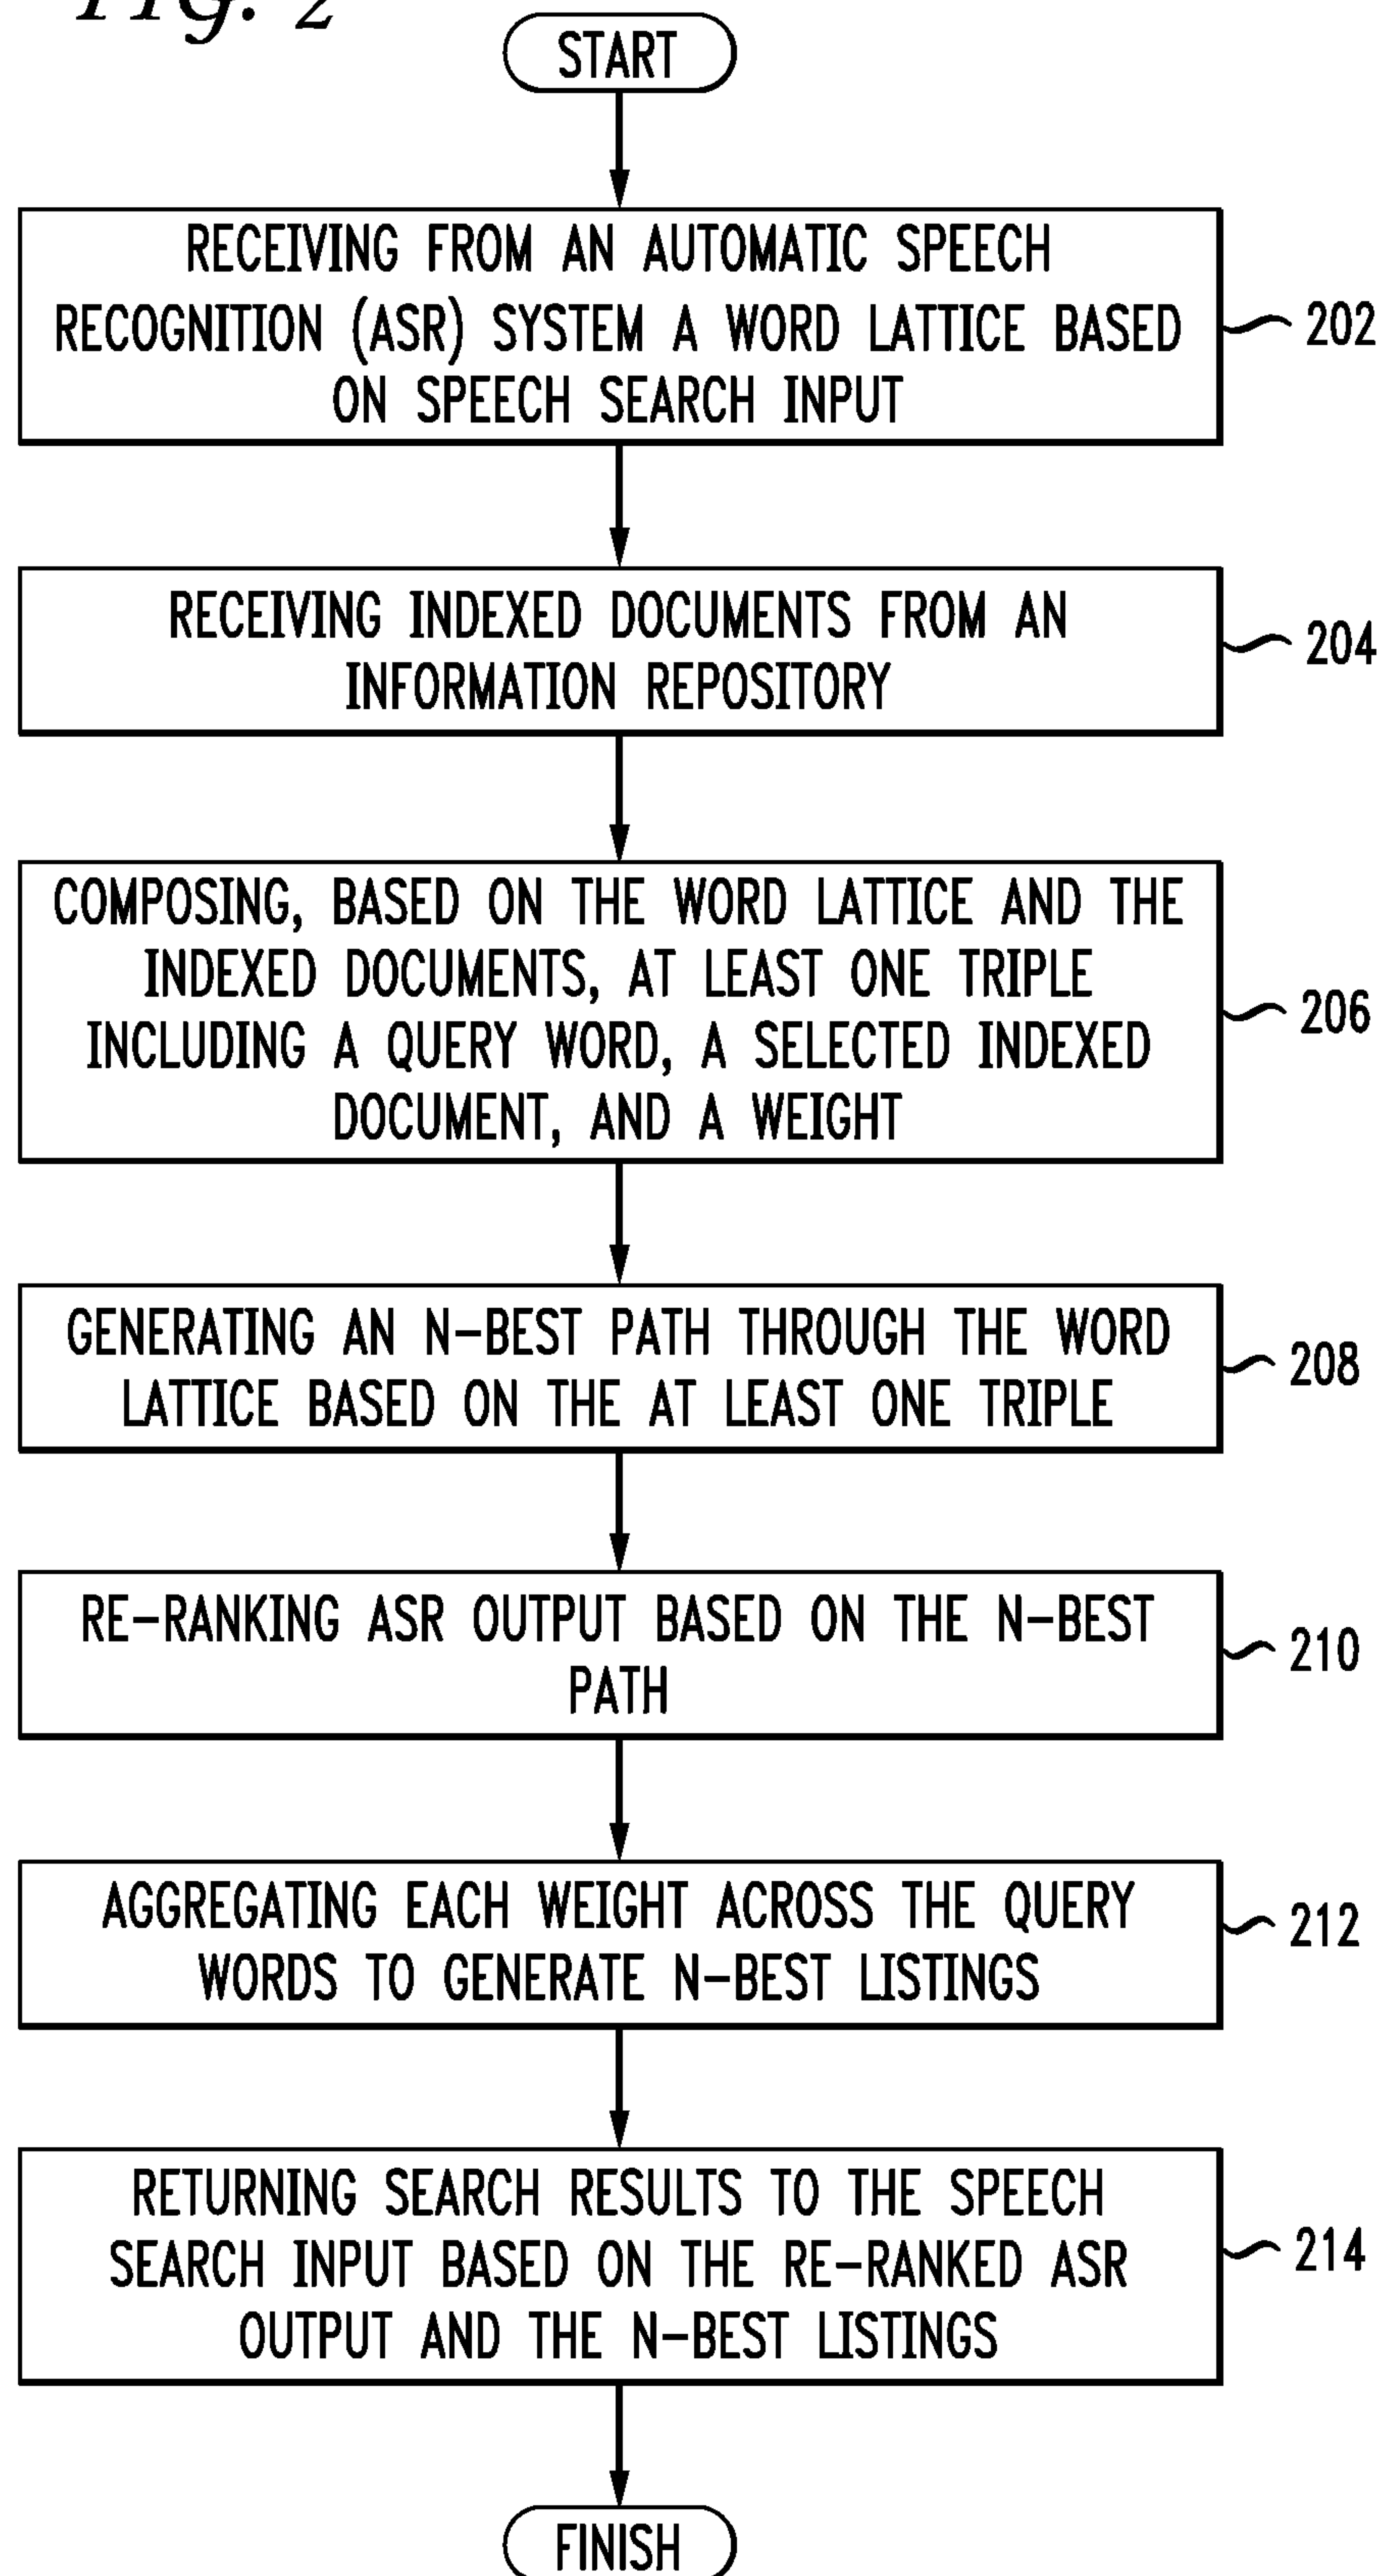 Fig. 2
START
RECEIVING FROM AN AUTOMATIC SPEECH
RECOGNITION (ASR) SYSTEM A WORD LATTICE BASED
ON SPEECH SEARCH INPUT
202
RECEIVING INDEXED DOCUMENTS FROM AN
INFORMATION REPOSITORY
204
COMPOSING, BASED ON THE WORD LATTICE AND THE
INDEXED DOCUMENTS, AT LEAST ONE TRIPLE
INCLUDING A QUERY WORD, A SELECTED INDEXED
DOCUMENT, AND A WEIGHT
206
GENERATING AN N-BEST PATH THROUGH THE WORD
LATTICE BASED ON THE AT LEAST ONE TRIPLE
208
RE-RANKING ASR OUTPUT BASED ON THE N-BEST
PATH
210
AGGREGATING EACH WEIGHT ACROSS THE QUERY
WORDS TO GENERATE N-BEST LISTINGS
212
RETURNING SEARCH RESULTS TO THE SPEECH
SEARCH INPUT BASED ON THE RE-RANKED ASR
OUTPUT AND THE N-BEST LISTINGS
214
FINISH